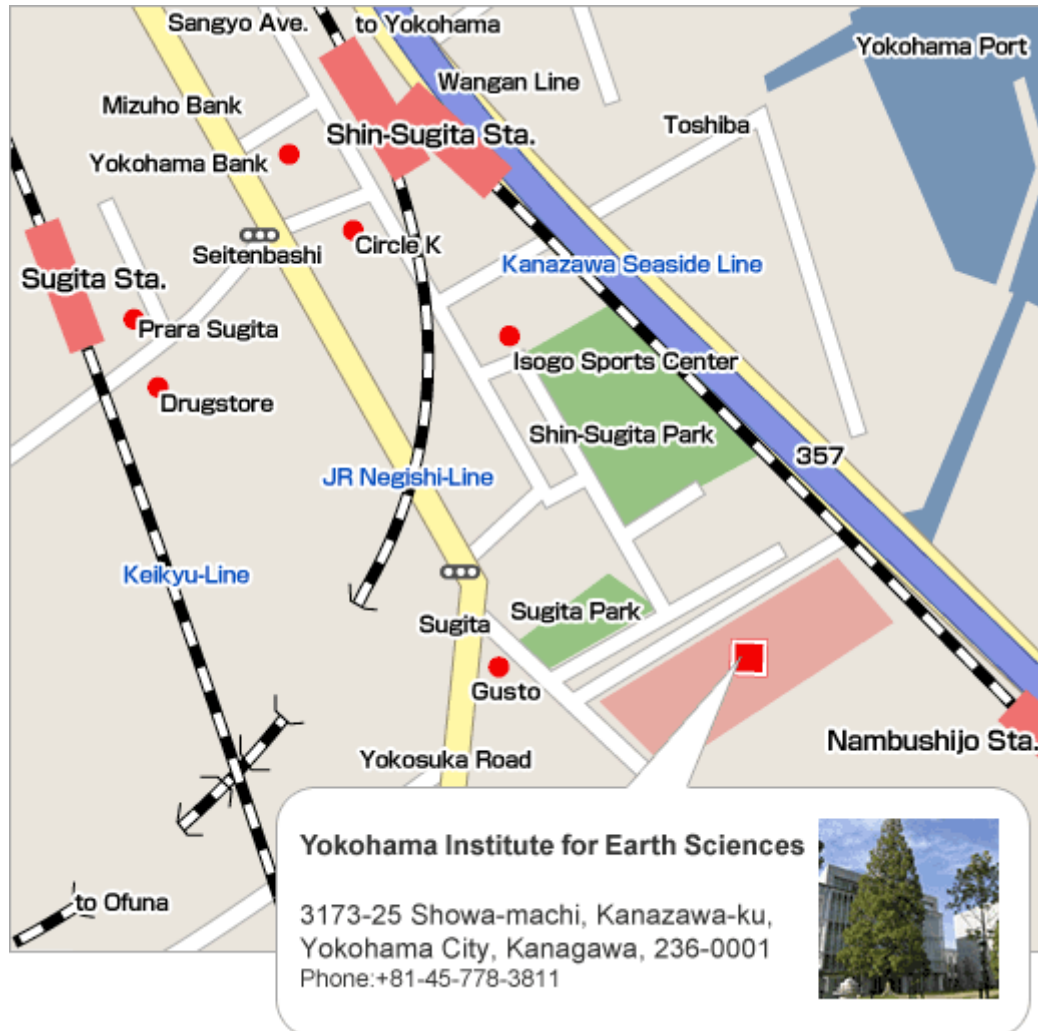 Sangyo Ave.
to Yokohama
Yokohama Port
Wangan Line
Mizuho Bank
Toshiba
Shin-Sugita Sta.
Yokohama Bank
Circle K
Seitenbashi
Kanazawa Seaside Line
Sugita Sta.
Prara Sugita
Isogo Sports Center
Drugstore
Shin-Sugita Park
357
JR Negishi-Line
Keikyu-Line
Sugita Park
Sugita
Gusto
Nambushijo Sta.
Yokosuka Road
to Ofuna
Yokohama Institute for Earth Sciences
3173-25 Showa-machi, Kanazawa-ku,
Yokohama City, Kanagawa, 236-0001
Phone:+81-45-778-3811